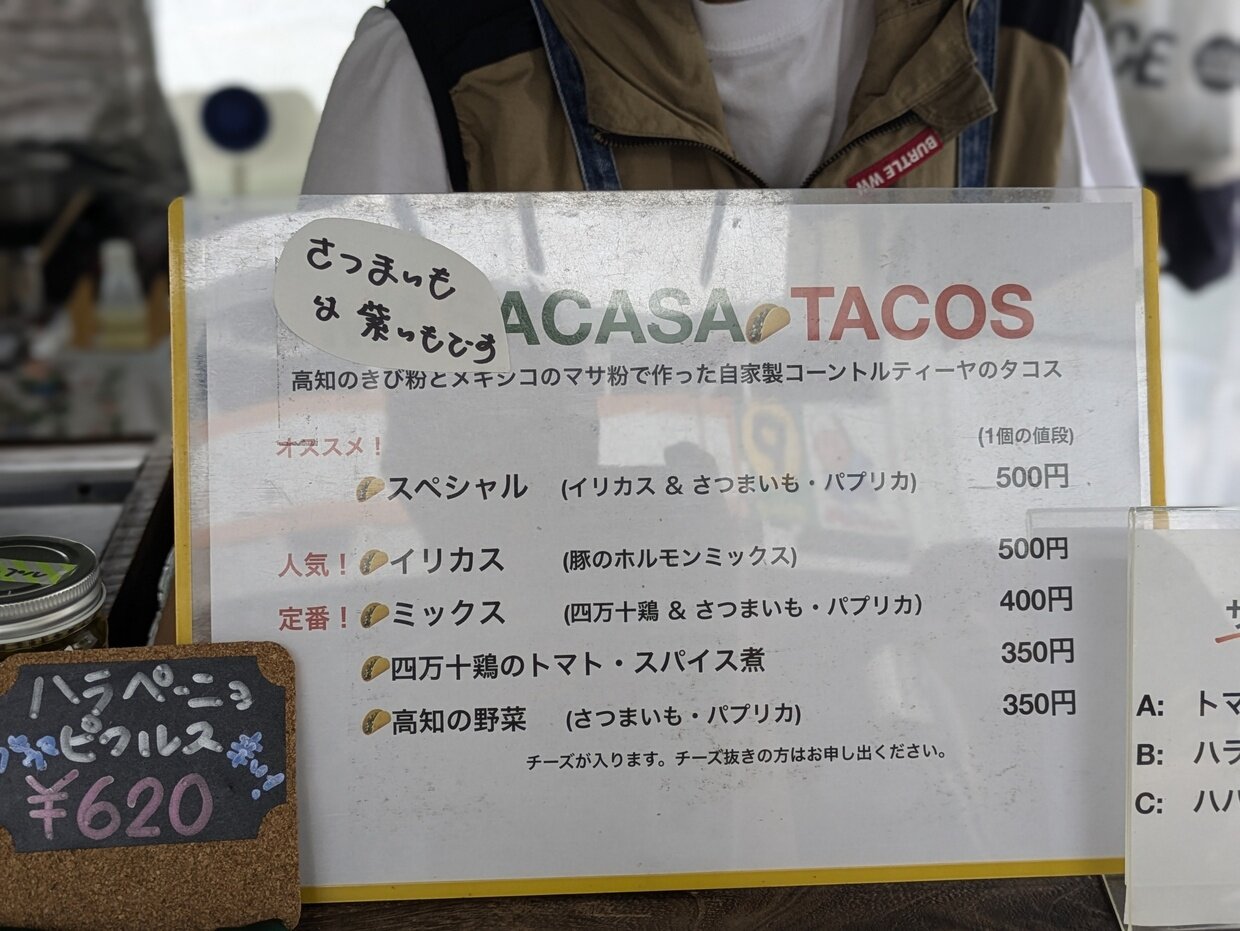 BURTLE WW
CE
さつまいも
は 紫いもです
ACASA TACOS
高知のきび粉とメキシコのマサ粉で作った自家製コーントルティーヤのタコス
オススメ！
(1個の値段)
スペシャル (イリカス & さつまいも・パプリカ) 500円
人気！ イリカス (豚のホルモンミックス) 500円
定番！ ミックス (四万十鶏 & さつまいも・パプリカ) 400円
四万十鶏のトマト・スパイス煮 350円
高知の野菜 (さつまいも・パプリカ) 350円
チーズが入ります。チーズ抜きの方はお申し出ください。
ハラペーニョ
ピクルス
¥620
サ
A: トマ
B: ハラ
C: ハバ